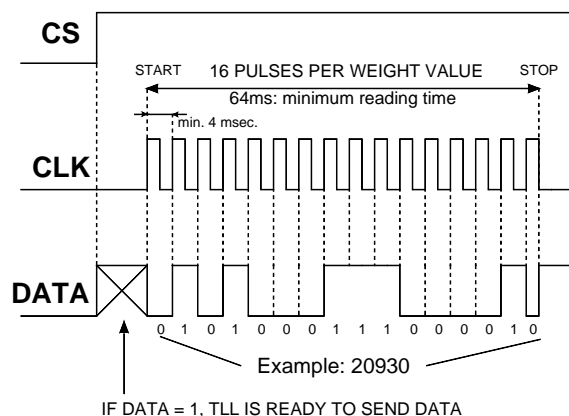 CS
START 16 PULSES PER WEIGHT VALUE STOP
64ms: minimum reading time
min. 4 msec.
CLK
DATA
0 1 0 1 0 0 0 1 1 1 0 0 0 0 1 0
Example: 20930
IF DATA = 1, TLL IS READY TO SEND DATA